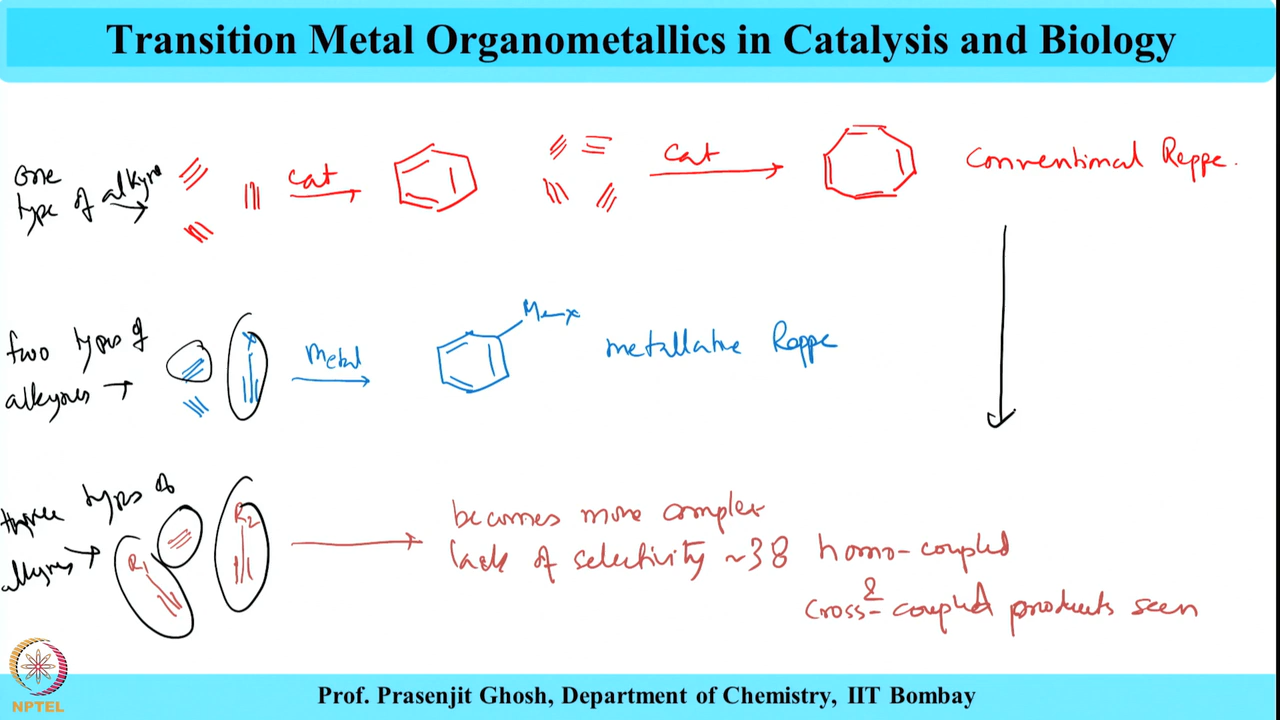 Transition Metal Organometallics in Catalysis and Biology
one
type of alkyne
cat
cat
Conventional Reppe.
two types of
alkynes
X
Metal
Me-x
metallative Reppe
three types of
alkynes
R1
R2
becomes more complex
lack of selectivity ~38 homo-coupled
&
cross-coupled products seen
NPTEL
Prof. Prasenjit Ghosh, Department of Chemistry, IIT Bombay